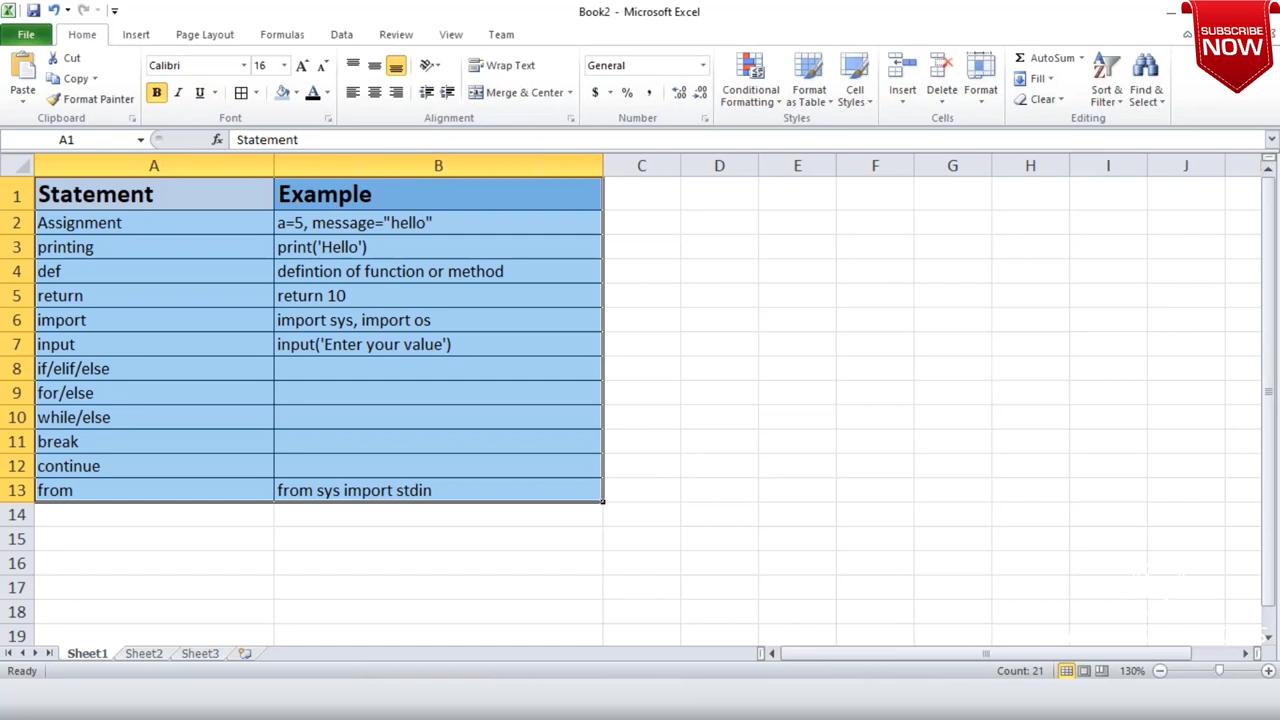 Book2 - Microsoft Excel
SUBSCRIBE
NOW
File Home Insert Page Layout Formulas Data Review View Team
Paste
Cut
Copy
Format Painter
Clipboard
Calibri 16
B I U A
Font
Wrap Text
Merge & Center
Alignment
General
$ % ,
Number
Conditional Formatting
Format as Table
Cell Styles
Styles
Insert Delete Format
Cells
Σ AutoSum
Fill
Clear
Sort & Filter
Find & Select
Editing
A1 fx Statement
A B C D E F G H I J
1 Statement Example
2 Assignment a=5, message="hello"
3 printing print('Hello')
4 def defintion of function or method
5 return return 10
6 import import sys, import os
7 input input('Enter your value')
8 if/elif/else
9 for/else
10 while/else
11 break
12 continue
13 from from sys import stdin
14
15
16
17
18
19
Sheet1 Sheet2 Sheet3
Ready Count: 21 130%